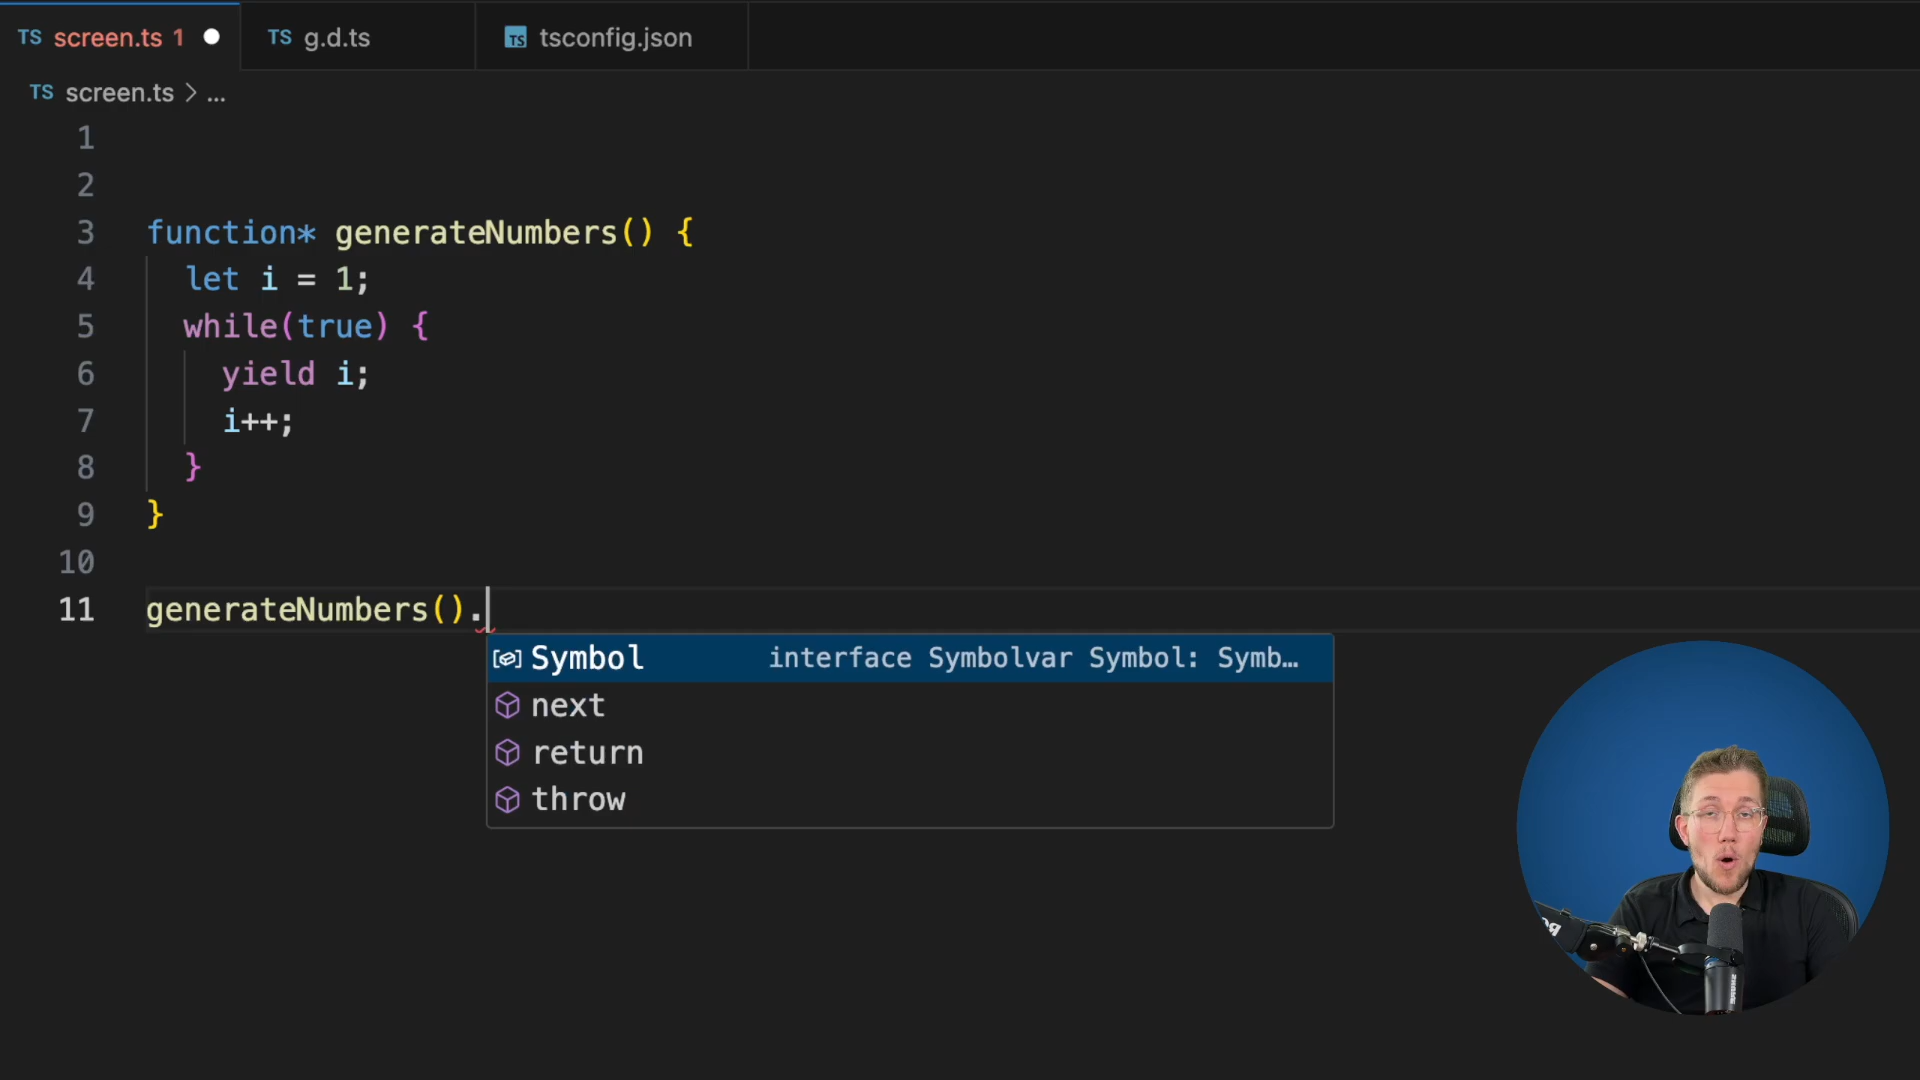 TS screen.ts 1
TS g.d.ts
TS tsconfig.json
TS screen.ts > ...
1
2
3 function* generateNumbers() {
4 let i = 1;
5 while(true) {
6 yield i;
7 i++;
8 }
9 }
10
11 generateNumbers().
Symbol interface Symbolvar Symbol: Symb…
next
return
throw